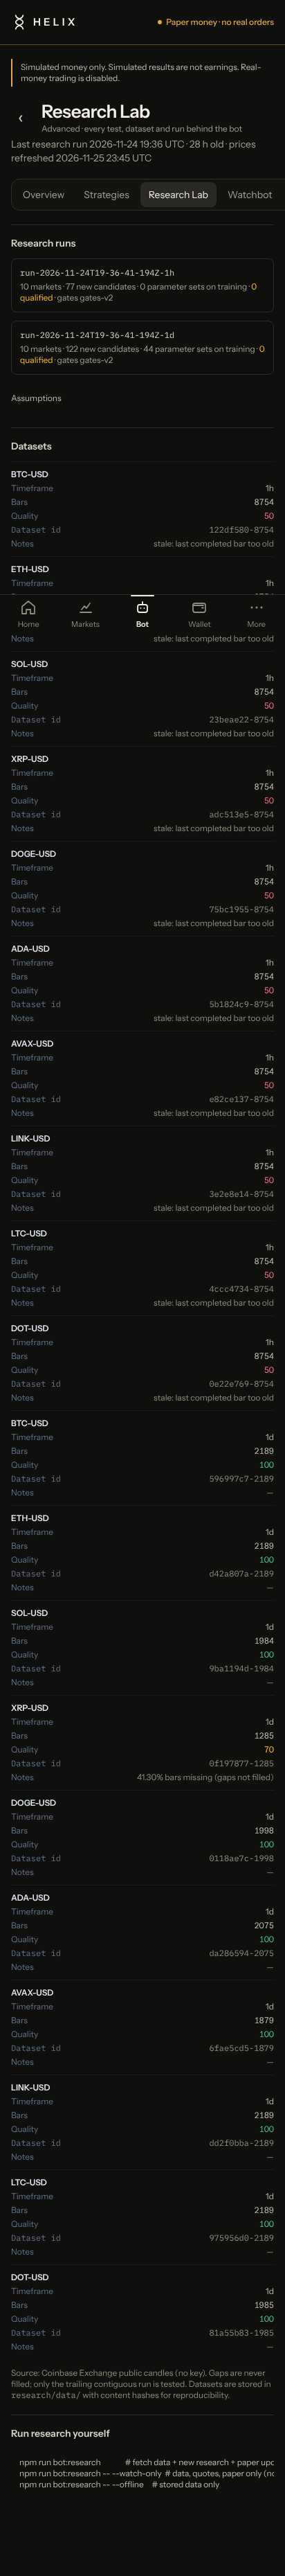 HELIX
Paper money · no real orders
Simulated money only. Simulated results are not earnings. Real-
money trading is disabled.
Research Lab
Advanced · every test, dataset and run behind the bot
Last research run 2026-11-24 19:36 UTC · 28 h old · prices
refreshed 2026-11-25 23:45 UTC
Overview Strategies Research Lab Watchbot
Research runs
run-2026-11-24T19-36-41-194Z-1h
10 markets · 77 new candidates · 0 parameter sets on training · 0
qualified · gates gates-v2
run-2026-11-24T19-36-41-194Z-1d
10 markets · 122 new candidates · 44 parameter sets on training · 0
qualified · gates gates-v2
Assumptions
Datasets
BTC-USD
Timeframe 1h
Bars 8754
Quality 50
Dataset id 122df580-8754
Notes stale: last completed bar too old
ETH-USD
Timeframe 1h
Home Markets Bot Wallet More
Notes stale: last completed bar too old
SOL-USD
Timeframe 1h
Bars 8754
Quality 50
Dataset id 23beae22-8754
Notes stale: last completed bar too old
XRP-USD
Timeframe 1h
Bars 8754
Quality 50
Dataset id adc513e5-8754
Notes stale: last completed bar too old
DOGE-USD
Timeframe 1h
Bars 8754
Quality 50
Dataset id 75bc1955-8754
Notes stale: last completed bar too old
ADA-USD
Timeframe 1h
Bars 8754
Quality 50
Dataset id 5b1824c9-8754
Notes stale: last completed bar too old
AVAX-USD
Timeframe 1h
Bars 8754
Quality 50
Dataset id e82ce137-8754
Notes stale: last completed bar too old
LINK-USD
Timeframe 1h
Bars 8754
Quality 50
Dataset id 3e2e8e14-8754
Notes stale: last completed bar too old
LTC-USD
Timeframe 1h
Bars 8754
Quality 50
Dataset id 4ccc4734-8754
Notes stale: last completed bar too old
DOT-USD
Timeframe 1h
Bars 8754
Quality 50
Dataset id 0e22e769-8754
Notes stale: last completed bar too old
BTC-USD
Timeframe 1d
Bars 2189
Quality 100
Dataset id 596997c7-2189
Notes —
ETH-USD
Timeframe 1d
Bars 2189
Quality 100
Dataset id d42a807a-2189
Notes —
SOL-USD
Timeframe 1d
Bars 1984
Quality 100
Dataset id 9ba1194d-1984
Notes —
XRP-USD
Timeframe 1d
Bars 1285
Quality 70
Dataset id 0f197877-1285
Notes 41.30% bars missing (gaps not filled)
DOGE-USD
Timeframe 1d
Bars 1998
Quality 100
Dataset id 0118ae7c-1998
Notes —
ADA-USD
Timeframe 1d
Bars 2075
Quality 100
Dataset id da286594-2075
Notes —
AVAX-USD
Timeframe 1d
Bars 1879
Quality 100
Dataset id 6fae5cd5-1879
Notes —
LINK-USD
Timeframe 1d
Bars 2189
Quality 100
Dataset id dd2f0bba-2189
Notes —
LTC-USD
Timeframe 1d
Bars 2189
Quality 100
Dataset id 975956d0-2189
Notes —
DOT-USD
Timeframe 1d
Bars 1985
Quality 100
Dataset id 81a55b83-1985
Notes —
Source: Coinbase Exchange public candles (no key). Gaps are never
filled; only the trailing contiguous run is tested. Datasets are stored in
research/data/ with content hashes for reproducibility.
Run research yourself
npm run bot:research # fetch data + new research + paper upd
npm run bot:research -- --watch-only # data, quotes, paper only (no
npm run bot:research -- --offline # stored data only